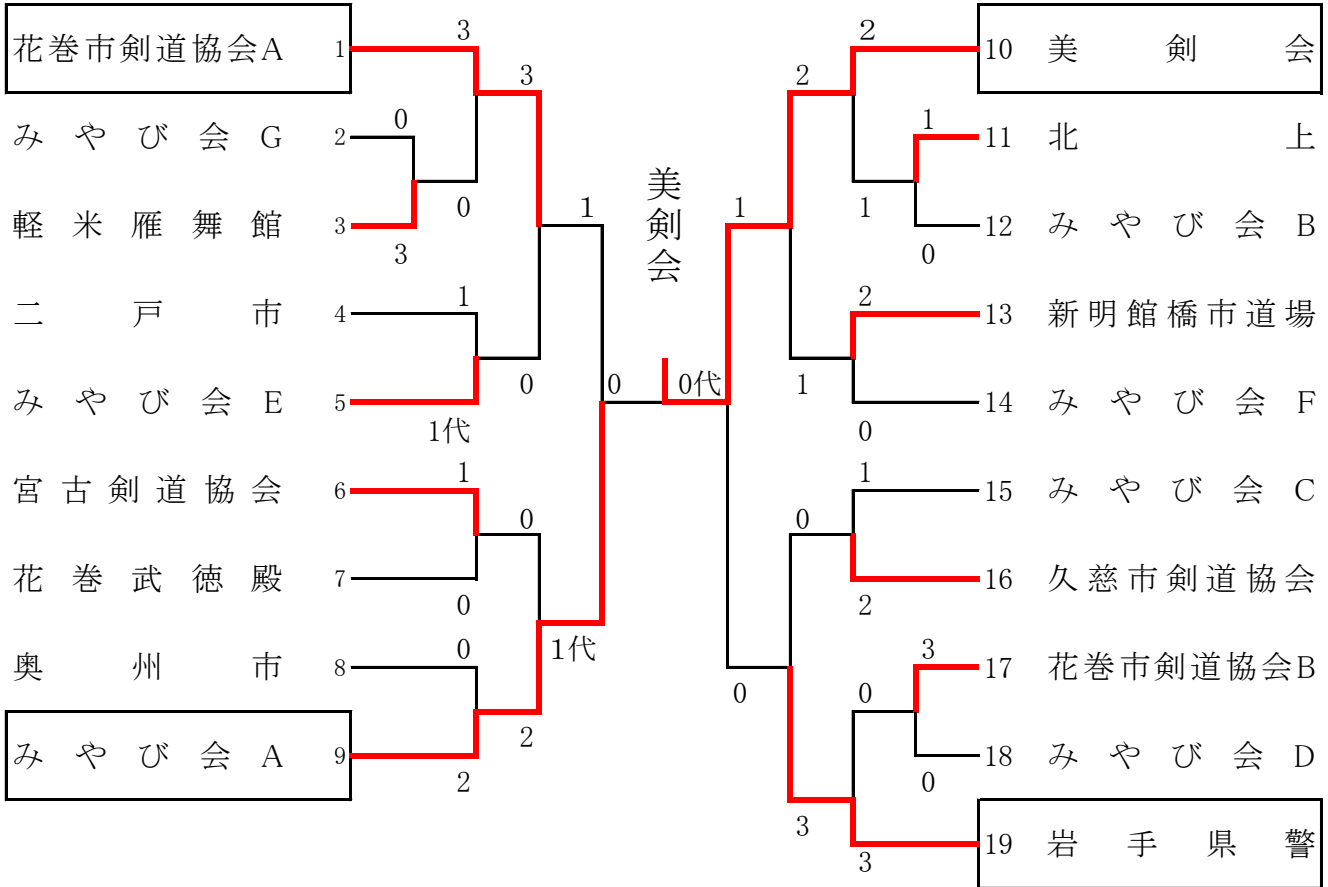 花巻市剣道協会A 1
3
3
みやび会G 2
0
0
軽米雁舞館 3
3
1
二戸市 4
1
0
みやび会E 5
1代
0
宮古剣道協会 6
1
0
花巻武徳殿 7
0
1代
奥州市 8
0
2
みやび会A 9
2
美剣会
0代
2
10 美剣会
2
1
11 北上
1
1
12 みやび会B
0
2
13 新明館橋市道場
1
14 みやび会F
0
1
15 みやび会C
0
16 久慈市剣道協会
2
3
17 花巻市剣道協会B
0
0
18 みやび会D
0
3
19 岩手県警
3